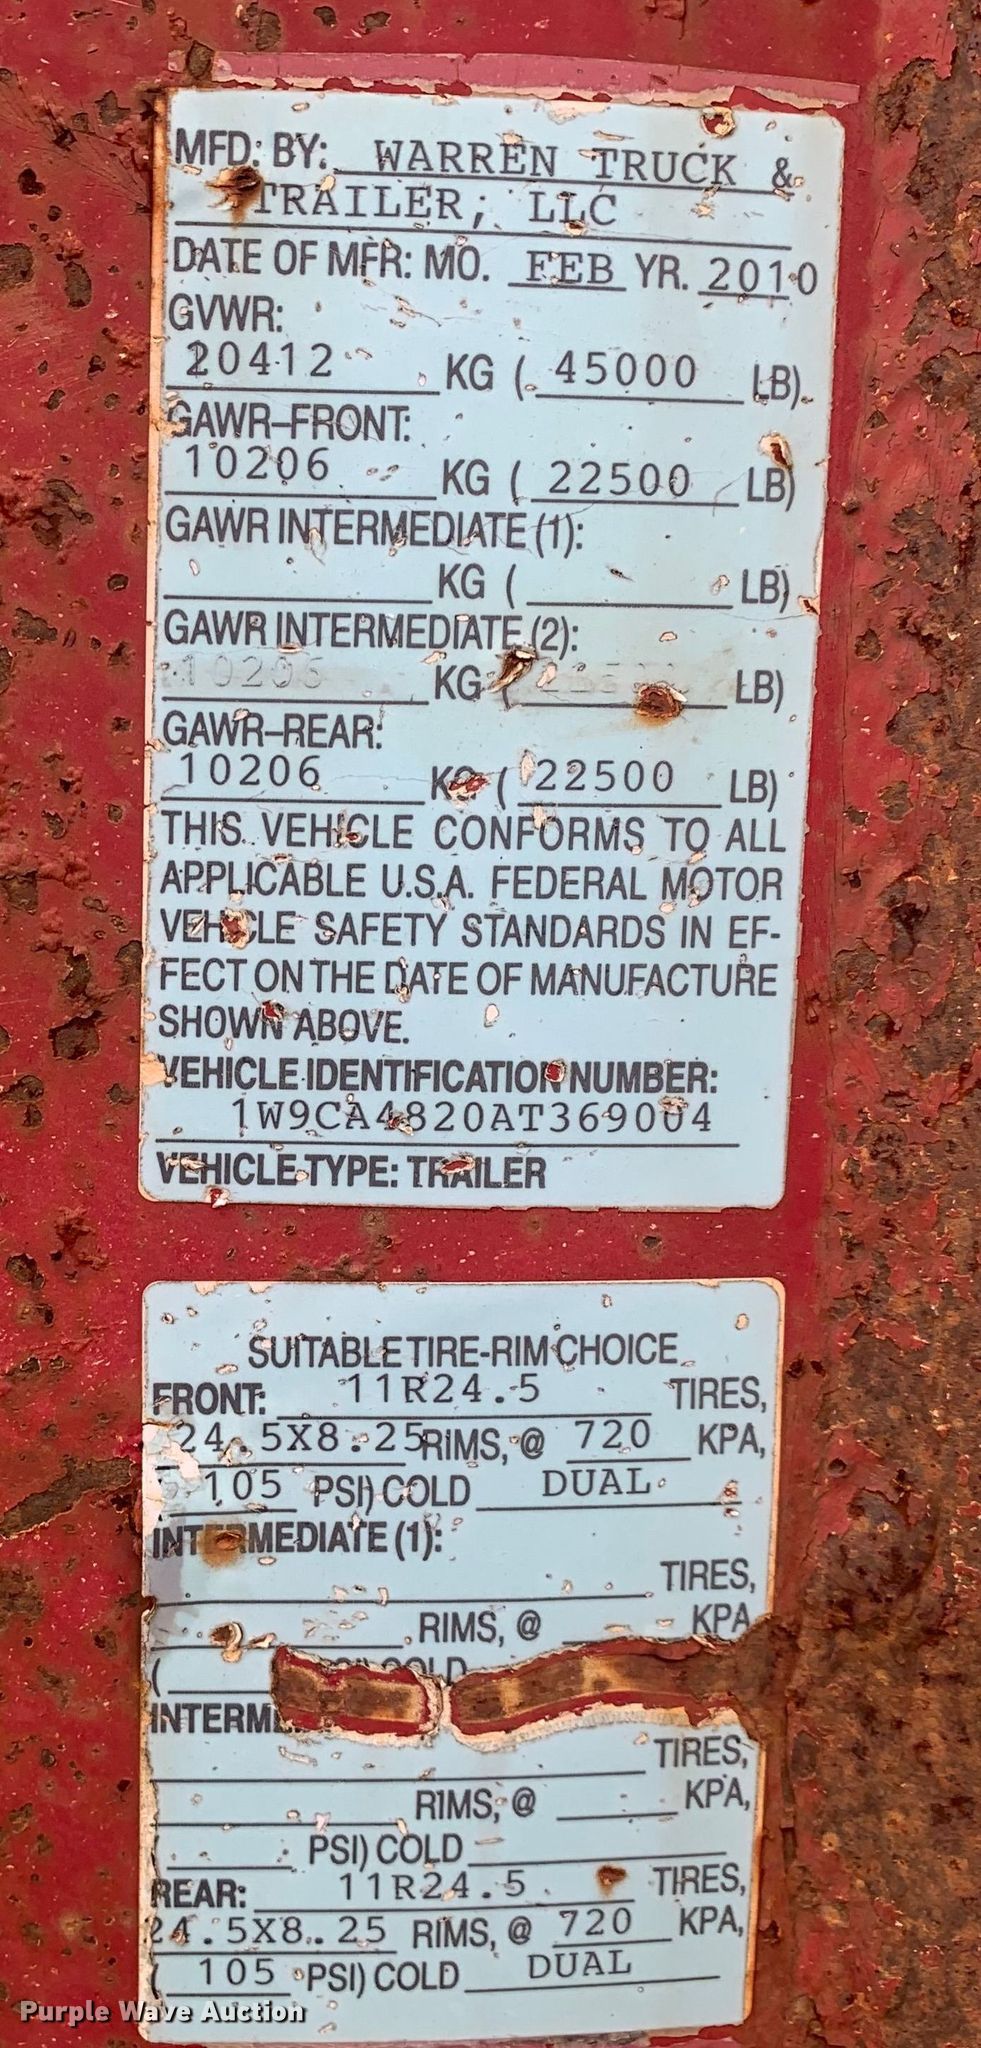 MFD. BY: WARREN TRUCK &
TRAILER, LLC
DATE OF MFR: MO. FEB YR. 2010
GVWR:
20412 KG ( 45000 LB)
GAWR-FRONT:
10206 KG ( 22500 LB)
GAWR INTERMEDIATE (1):
KG ( LB)
GAWR INTERMEDIATE (2):
10206 KG ( LB)
GAWR-REAR:
10206 KG ( 22500 LB)
THIS VEHICLE CONFORMS TO ALL
APPLICABLE U.S.A. FEDERAL MOTOR
VEHICLE SAFETY STANDARDS IN EF-
FECT ON THE DATE OF MANUFACTURE
SHOWN ABOVE.
VEHICLE IDENTIFICATION NUMBER:
1W9CA4820AT369004
VEHICLE TYPE: TRAILER
SUITABLE TIRE-RIM CHOICE
FRONT: 11R24.5 TIRES,
24.5X8.25 RIMS, @ 720 KPA,
( 105 PSI) COLD DUAL
INTERMEDIATE (1):
TIRES,
RIMS, @ KPA
( COLD
TIRES,
RIMS, @ KPA,
( PSI) COLD
REAR: 11R24.5 TIRES,
24.5X8.25 RIMS, @ 720 KPA,
( 105 PSI) COLD DUAL
Purple Wave Auction